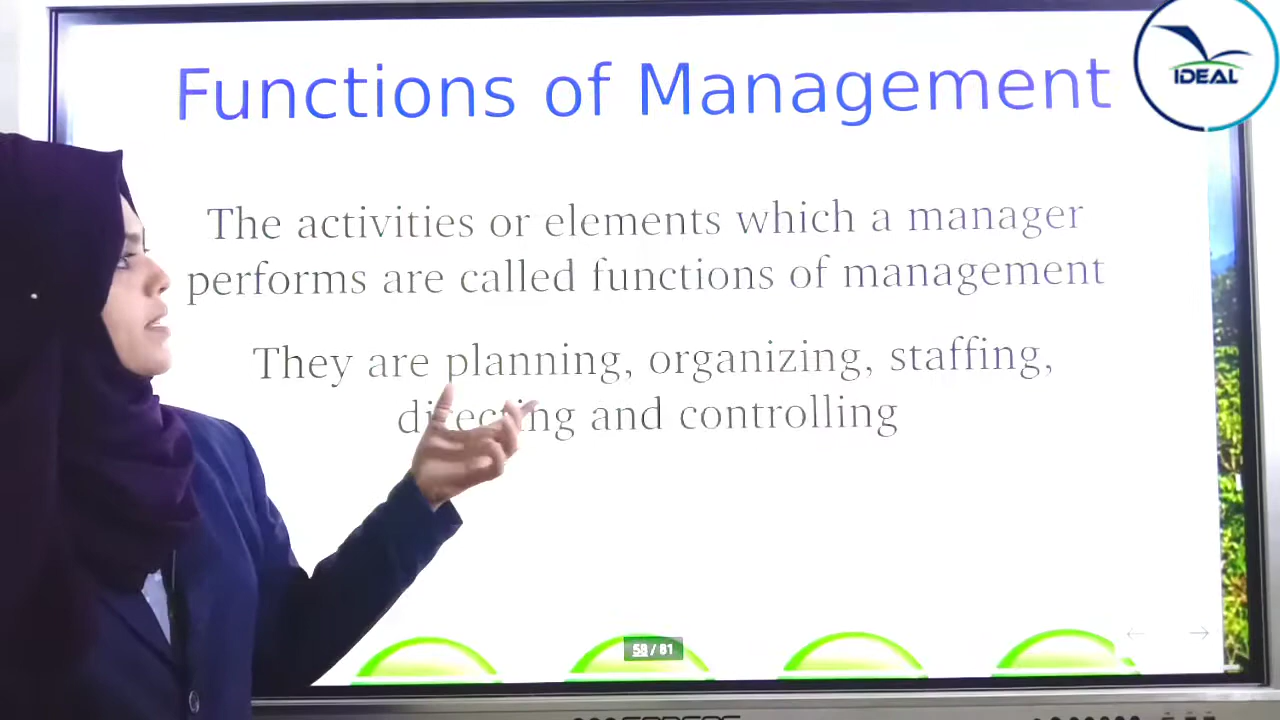 Functions of Management
IDEAL
The activities or elements which a manager
performs are called functions of management
They are planning, organizing, staffing,
directing and controlling
58 / 81